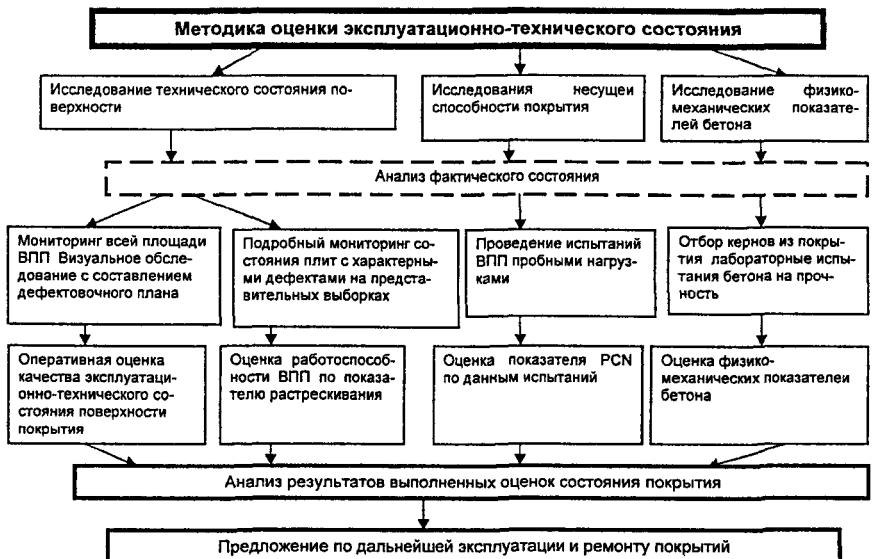 Методика оценки эксплуатационно-технического состояния
Исследование технического состояния по-
верхности
Исследования несущеи
способности покрытия
Исследование физико-
механических показате-
лей бетона
Анализ фактического состояния
Мониторинг всей площади
ВПП Визуальное обсле-
дование с составлением
дефектовочного плана
Подробный мониторинг со-
стояния плит с характерны-
ми дефектами на предста-
вительных выборках
Проведение испытаний
ВПП пробными нагруз-
ками
Отбор кернов из покры-
тия лабораторные испы-
тания бетона на проч-
ность
Оперативная оценка
качества эксплуатаци-
онно-технического со-
стояния поверхности
покрытия
Оценка работоспособ-
ности ВПП по показа-
телю растрескивания
Оценка показателя PCN
по данным испытаний
Оценка физико-
механических показателеи
бетона
Анализ результатов выполненных оценок состояния покрытия
Предложение по дальнейшей эксплуатации и ремонту покрытий